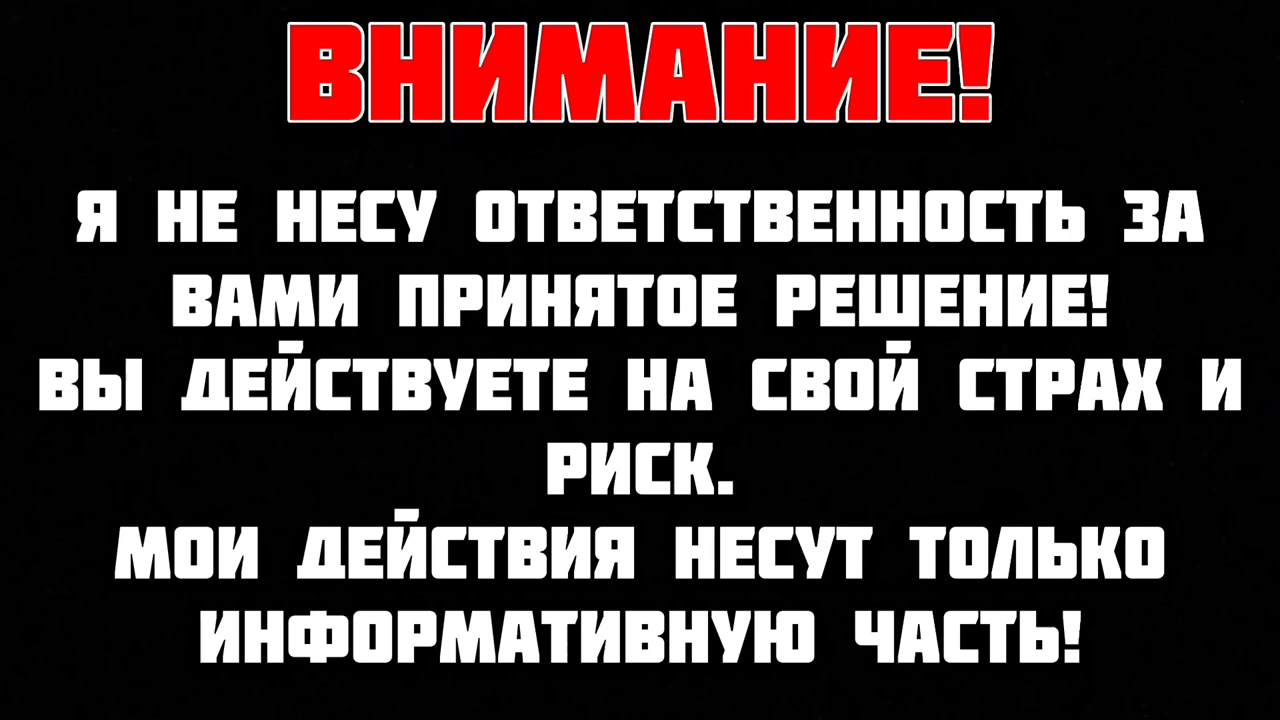 ВНИМАНИЕ!
Я НЕ НЕСУ ОТВЕТСТВЕННОСТЬ ЗА
ВАМИ ПРИНЯТОЕ РЕШЕНИЕ!
ВЫ ДЕЙСТВУЕТЕ НА СВОЙ СТРАХ И
РИСК.
МОИ ДЕЙСТВИЯ НЕСУТ ТОЛЬКО
ИНФОРМАТИВНУЮ ЧАСТЬ!